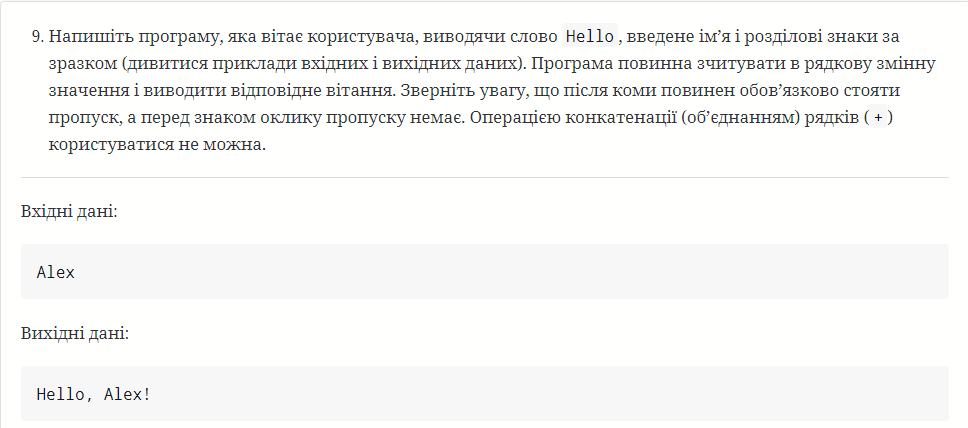 9. Напишіть програму, яка вітає користувача, виводячи слово Hello, введене ім’я і розділові знаки за
зразком (дивитися приклади вхідних і вихідних даних). Програма повинна зчитувати в рядкову змінну
значення і виводити відповідне вітання. Зверніть увагу, що після коми повинен обов’язково стояти
пропуск, а перед знаком оклику пропуску немає. Операцією конкатенації (об’єднанням) рядків ( + )
користуватися не можна.
Вхідні дані:
Alex
Вихідні дані:
Hello, Alex!